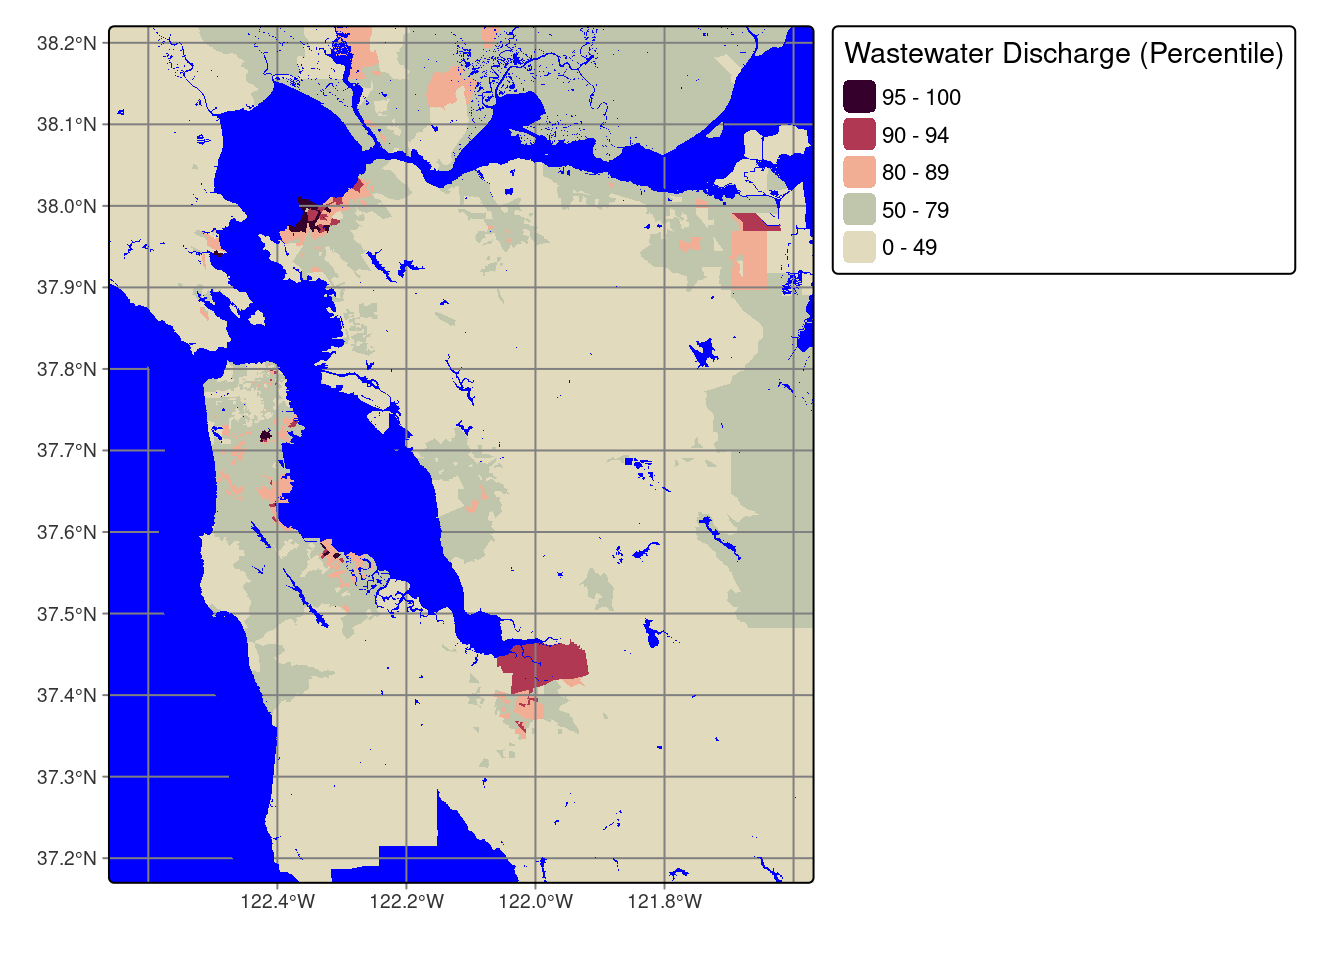 Wastewater Discharge (Percentile)
95 - 100
90 - 94
80 - 89
50 - 79
0 - 49
38.2°N
38.1°N
38.0°N
37.9°N
37.8°N
37.7°N
37.6°N
37.5°N
37.4°N
37.3°N
37.2°N
122.4°W 122.2°W 122.0°W 121.8°W